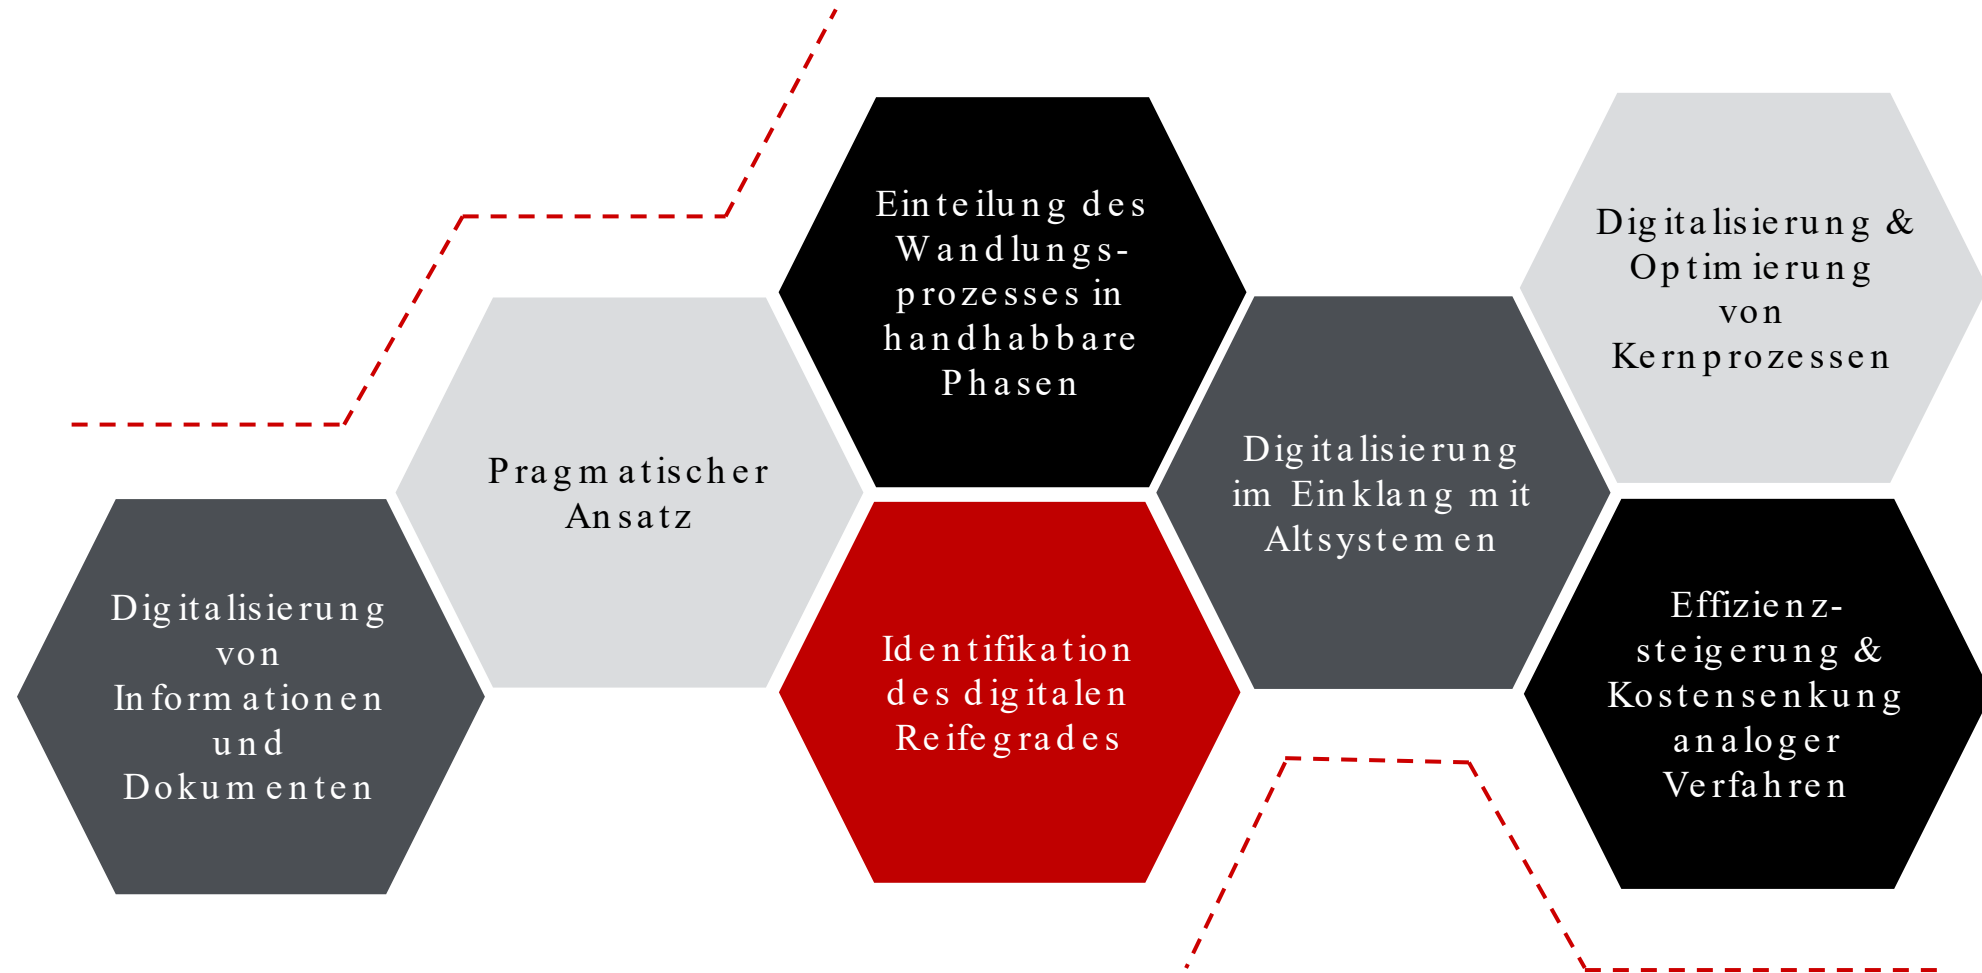 Digitalisierung
von
Informationen
und
Dokumenten
Pragmatischer
Ansatz
Einteilung des
Wandlungs-
prozesses in
handhabbare
Phasen
Identifikation
des digitalen
Reifegrades
Digitalisierung
im Einklang mit
Altsystemen
Digitalisierung &
Optimierung
von
Kernprozessen
Effizienz-
steigerung &
Kostensenkung
analoger
Verfahren